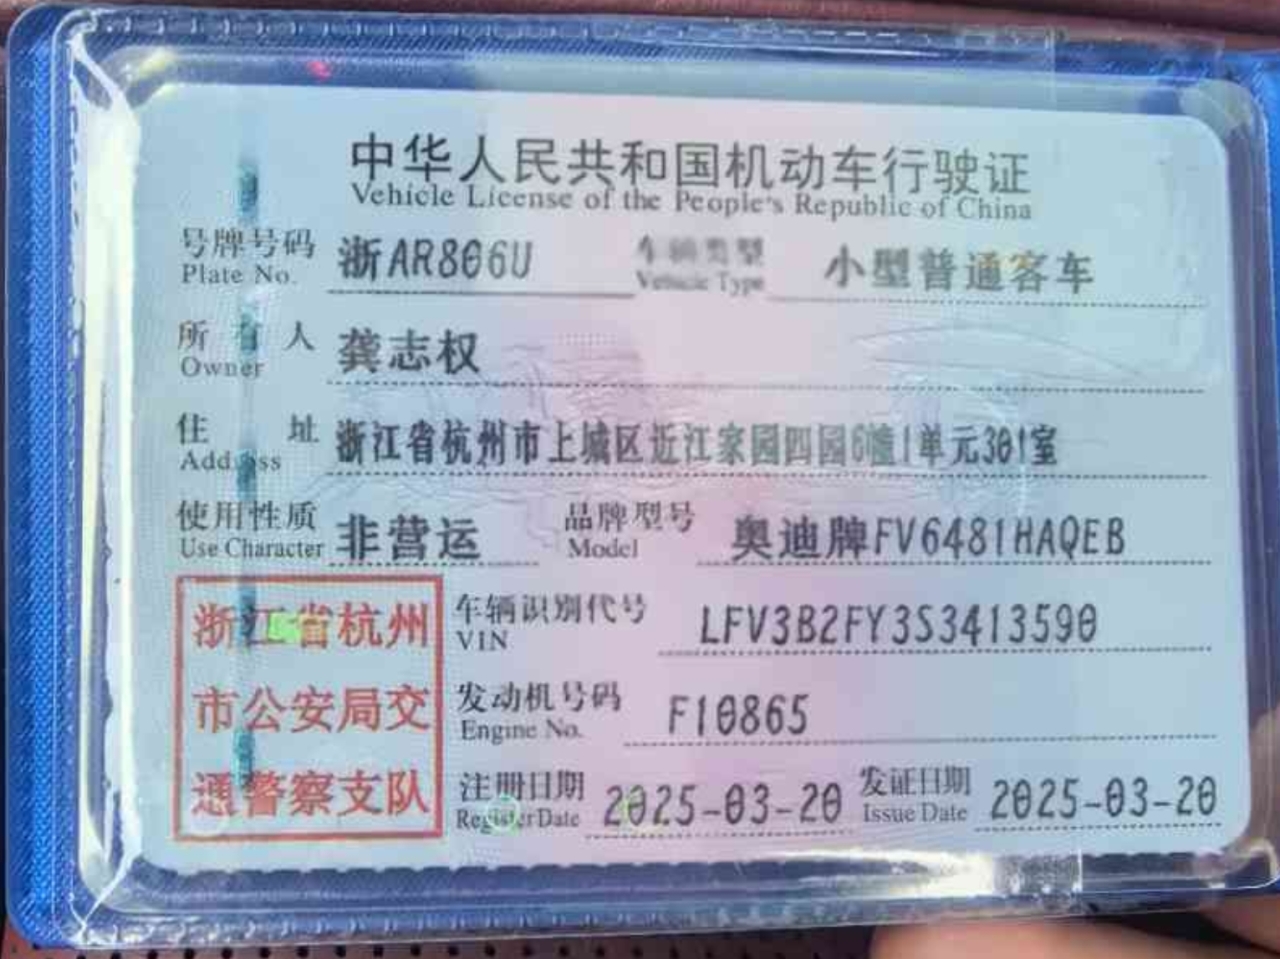 中华人民共和国机动车行驶证
Vehicle License of the People's Republic of China
号牌号码 浙AR806U 车辆类型 小型普通客车
Plate No. Vehicle Type
所有人 龚志权
Owner
住址 浙江省杭州市上城区近江家园四园6幢1单元301室
Address
使用性质 非营运 品牌型号 奥迪牌FV6481HAQEB
Use Character Model
浙江省杭州
市公安局交
通警察支队
车辆识别代号 LFV3B2FY3S3413590
VIN
发动机号码 F10865
Engine No.
注册日期 2025-03-20 发证日期 2025-03-20
Register Date Issue Date